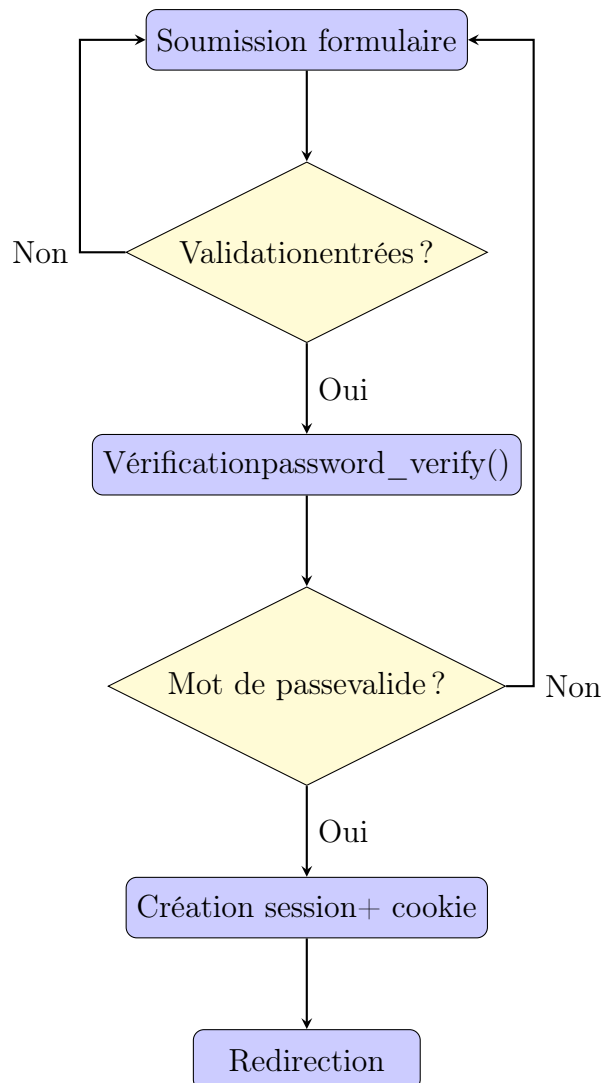 Soumission formulaire
Validationentrées ?
Non
Oui
Vérificationpassword_verify()
Mot de passevalide ?
Non
Oui
Création session+ cookie
Redirection